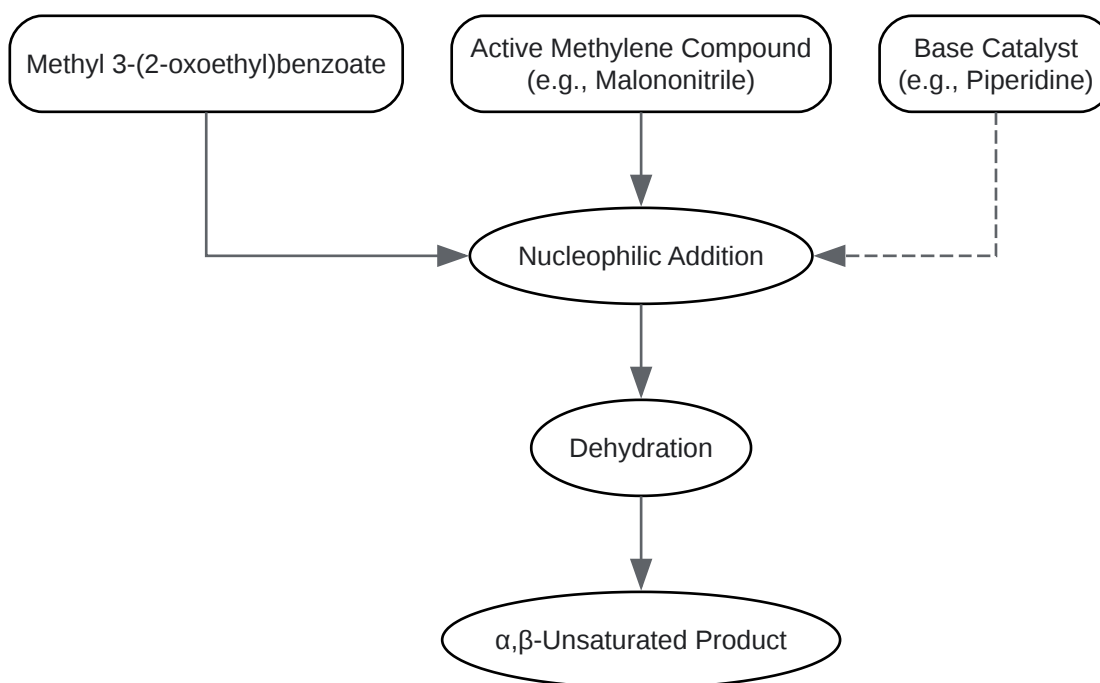 Methyl 3-(2-oxoethyl)benzoate
Active Methylene Compound
(e.g., Malononitrile)
Base Catalyst
(e.g., Piperidine)
Nucleophilic Addition
Dehydration
α,β-Unsaturated Product